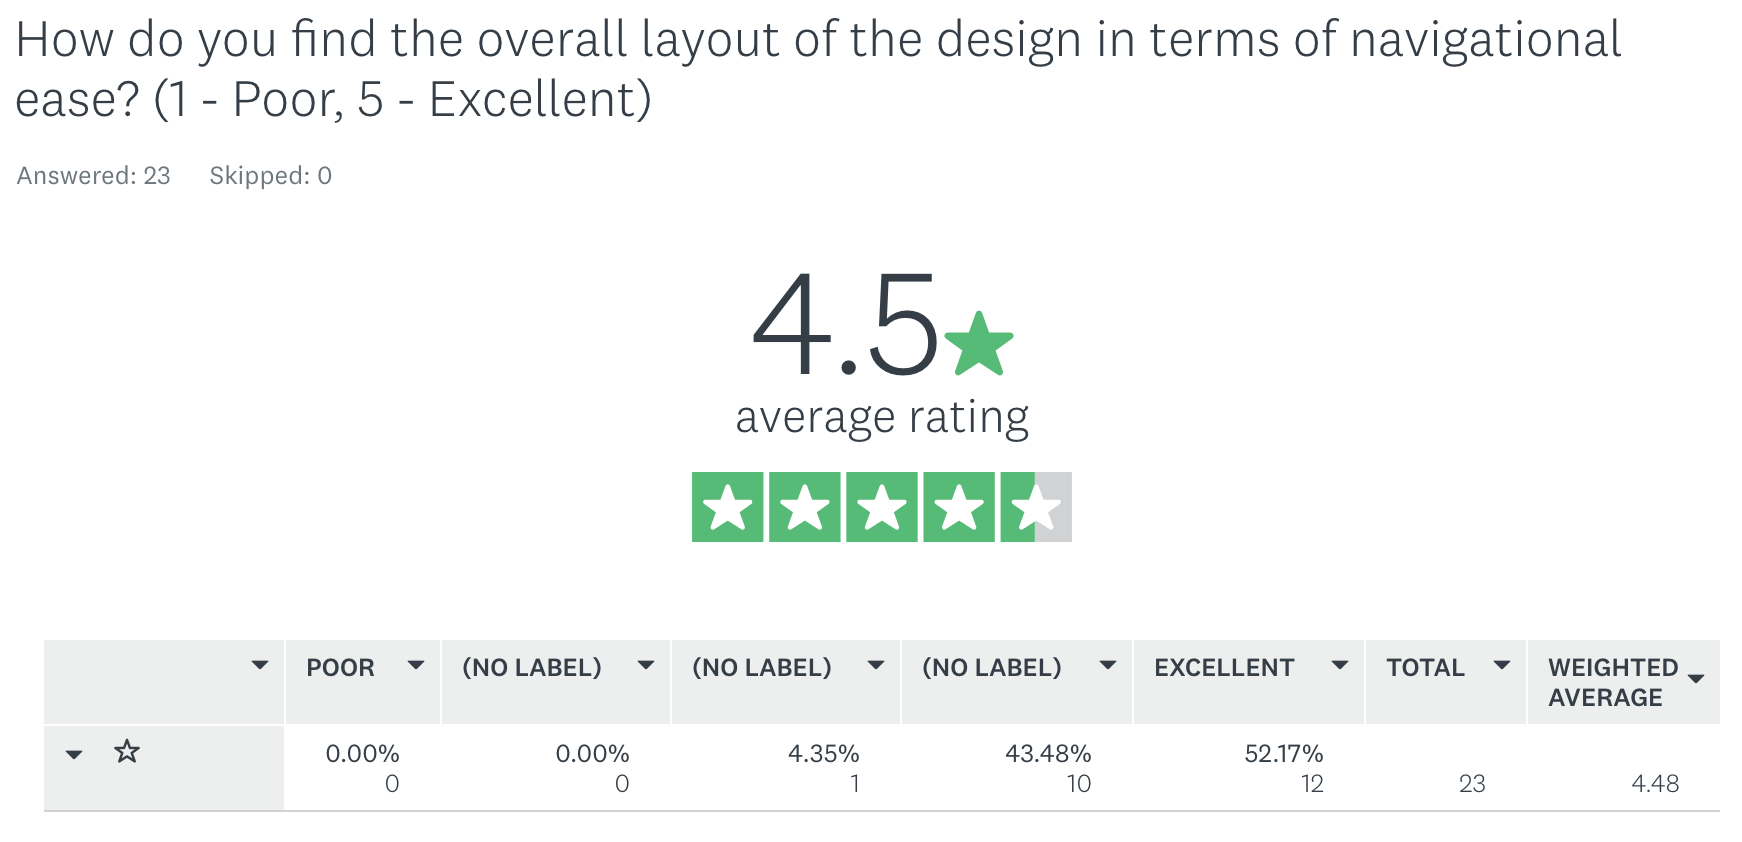 How do you find the overall layout of the design in terms of navigational
ease? (1 - Poor, 5 - Excellent)
Answered: 23 Skipped: 0
4.5
average rating
POOR (NO LABEL) (NO LABEL) (NO LABEL) EXCELLENT TOTAL WEIGHTED
AVERAGE
0.00% 0.00% 4.35% 43.48% 52.17%
0 0 1 10 12 23 4.48